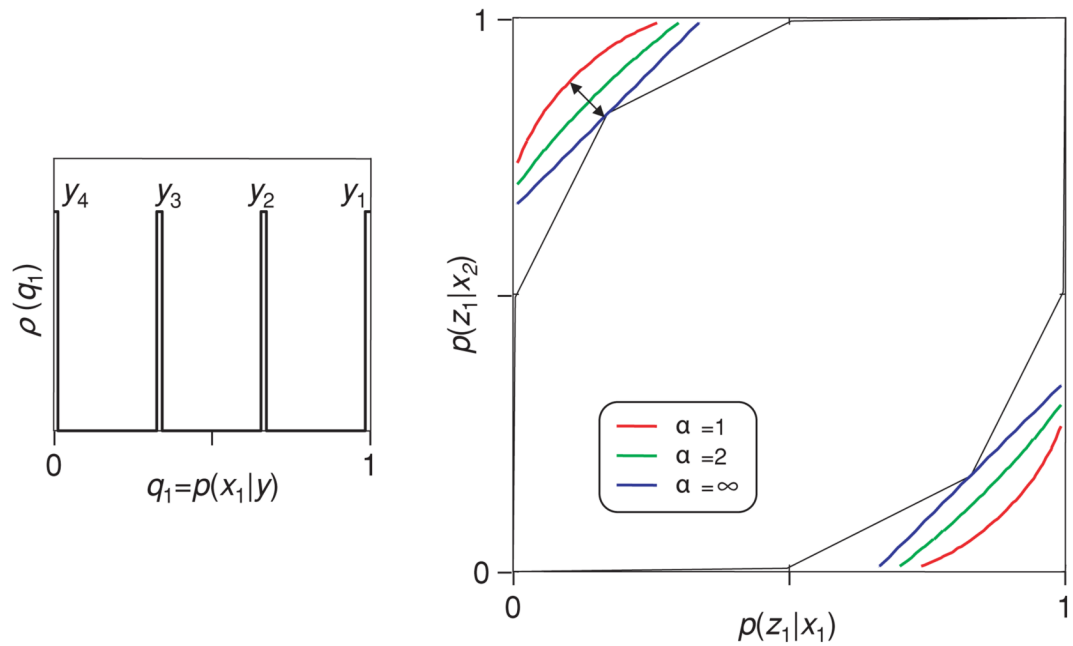 y4 y3 y2 y1
ρ (q1)
0 1
q1=p(x1|y)
1
p(z1|x2)
α =1
α =2
α =∞
0
0 1
p(z1|x1)